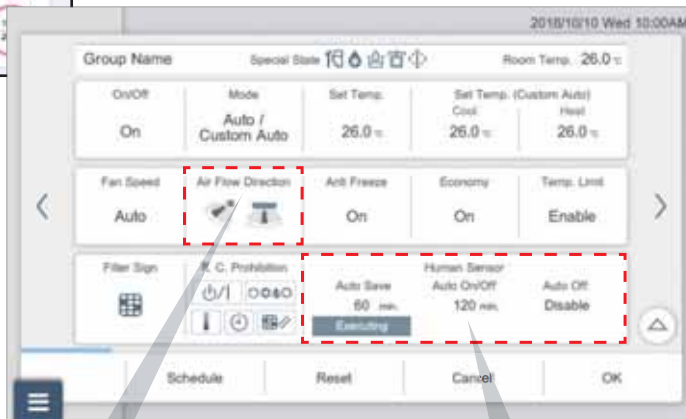 2018/10/10 Wed 10:00AM
Group Name Special State Room Temp. 26.0 °C
On/Off Mode Set Temp. Set Temp. (Custom Auto)
Cool Heat
On Auto / Custom Auto 26.0 °C 26.0 °C 26.0 °C
Fan Speed Air Flow Direction Anti Freeze Economy Temp. Limit
Auto On On Enable
Filter Sign R. C. Prohibition Human Sensor
Auto Save Auto On/Off Auto Off
60 min. 120 min. Disable
Executing
Schedule Reset Cancel OK